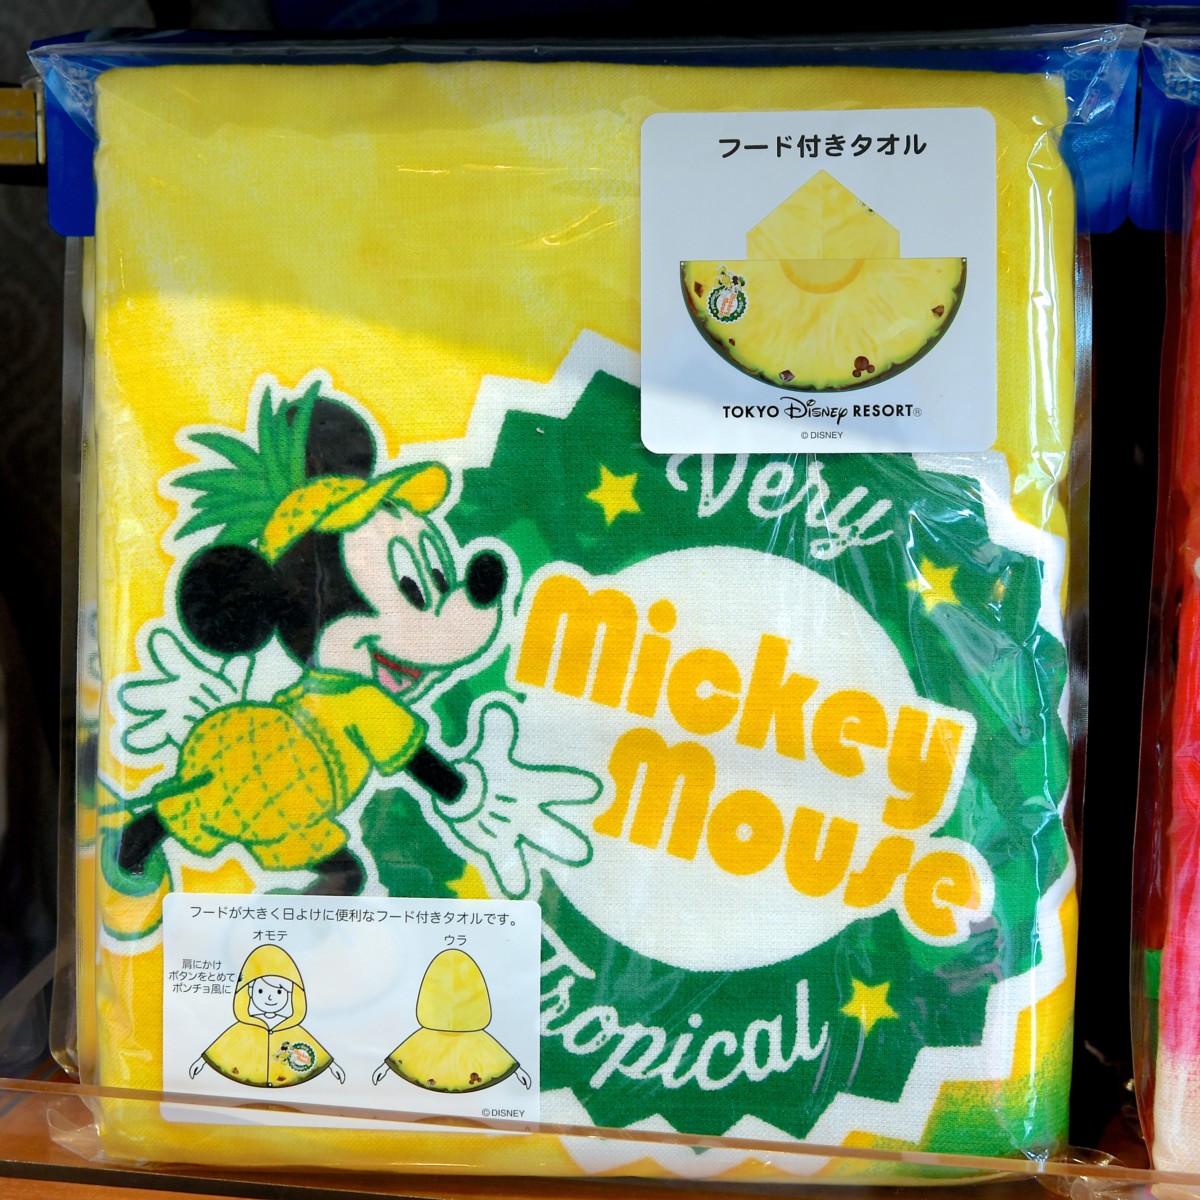 フード付きタオル
TOKYO Disney RESORT®
© DISNEY
Very
Mickey
Mouse
Tropical
フードが大きく日よけに便利なフード付きタオルです。
オモテ
ウラ
肩にかけ
ボタンをとめて
ポンチョ風に
© DISNEY